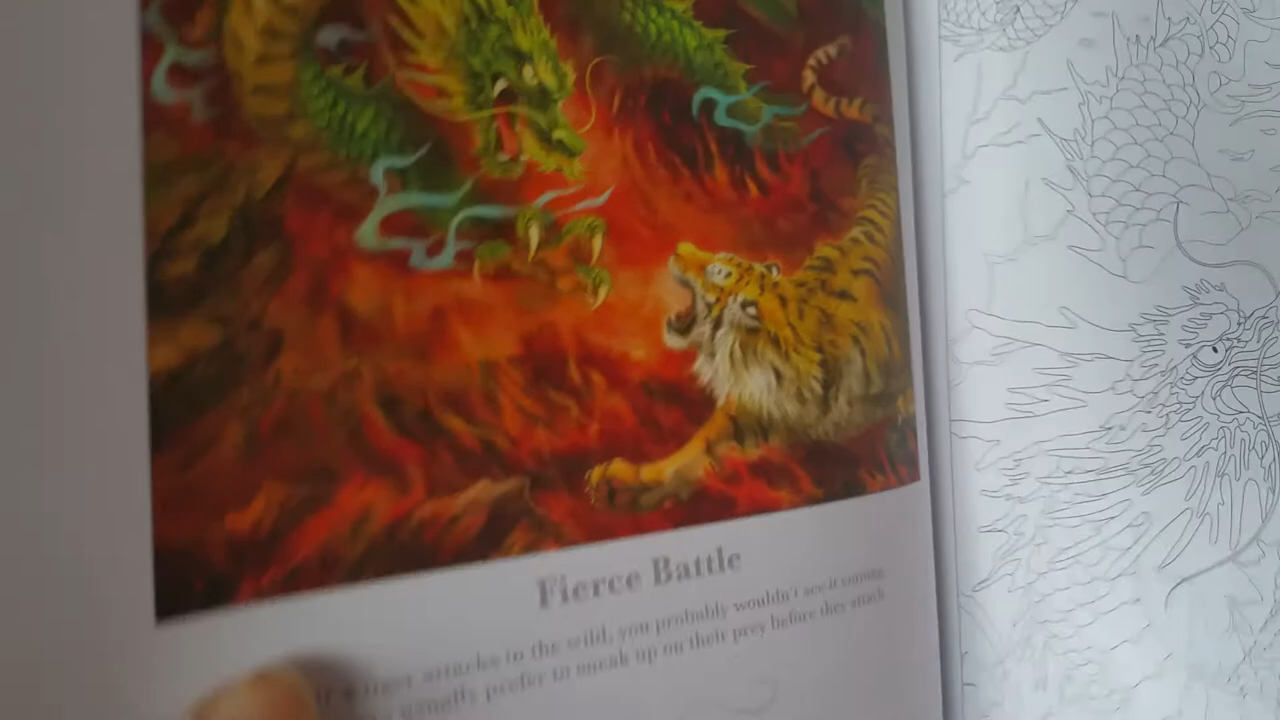 Fierce Battle
tiger attacks in the wild, you probably wouldn't see it coming.
usually prefer to sneak up on their prey before they attack